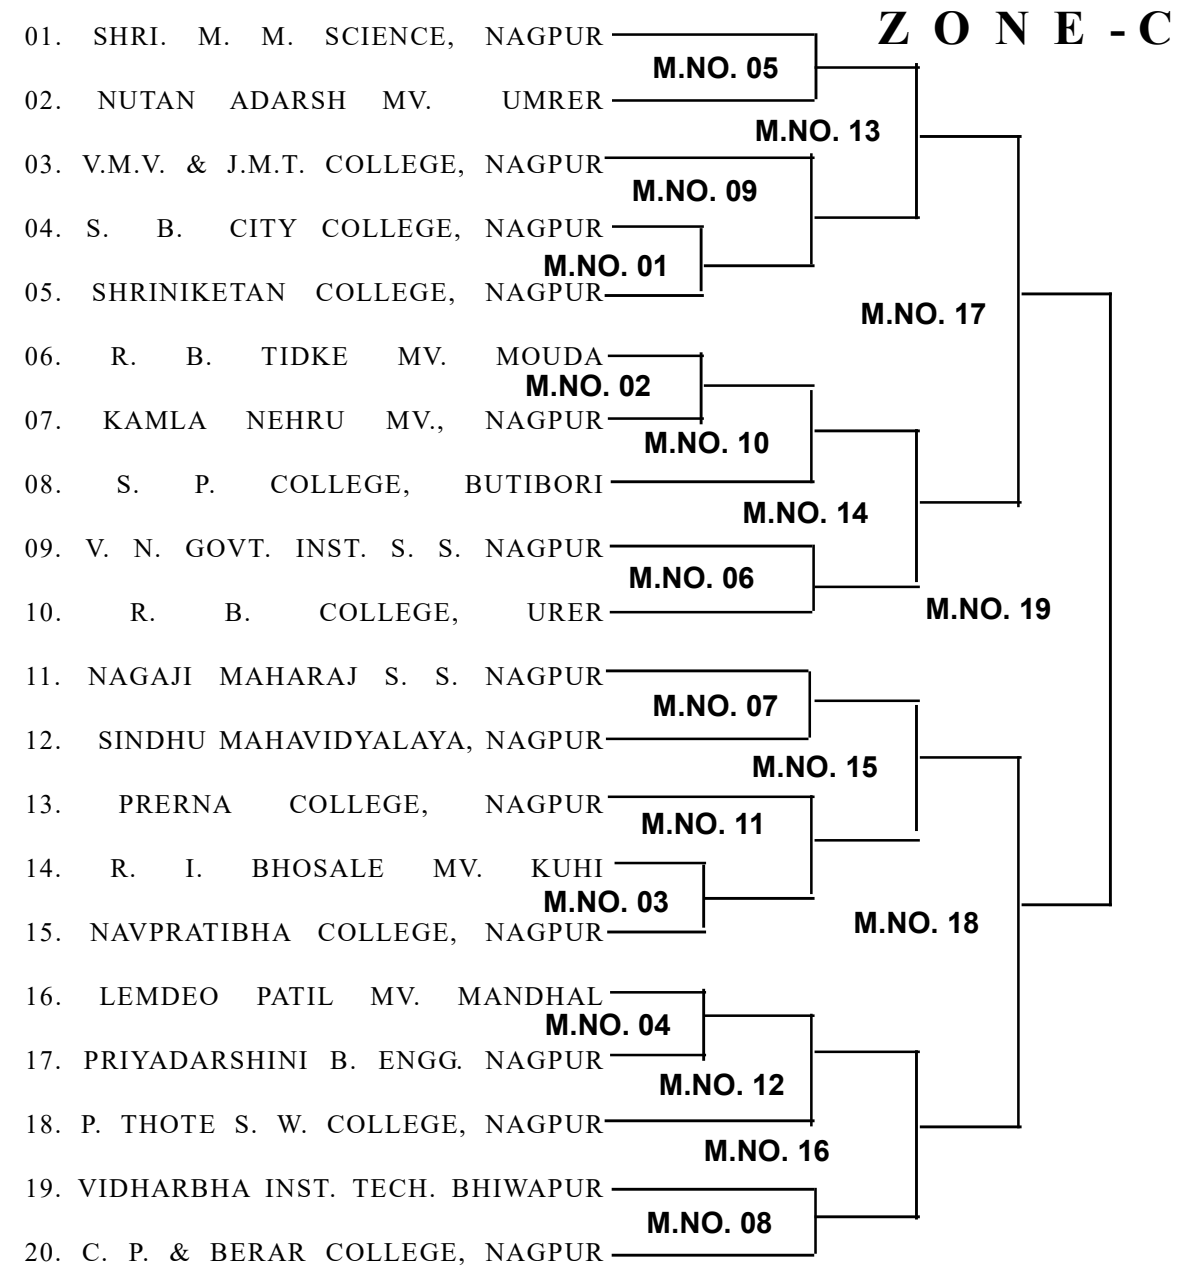 Z O N E - C
01. SHRI. M. M. SCIENCE, NAGPUR
M.NO. 05
02. NUTAN ADARSH MV. UMRER
M.NO. 13
03. V.M.V. & J.M.T. COLLEGE, NAGPUR
M.NO. 09
04. S. B. CITY COLLEGE, NAGPUR
M.NO. 01
05. SHRINIKETAN COLLEGE, NAGPUR
M.NO. 17
06. R. B. TIDKE MV. MOUDA
M.NO. 02
07. KAMLA NEHRU MV., NAGPUR
M.NO. 10
08. S. P. COLLEGE, BUTIBORI
M.NO. 14
09. V. N. GOVT. INST. S. S. NAGPUR
M.NO. 06
10. R. B. COLLEGE, URER
M.NO. 19
11. NAGAJI MAHARAJ S. S. NAGPUR
M.NO. 07
12. SINDHU MAHAVIDYALAYA, NAGPUR
M.NO. 15
13. PRERNA COLLEGE, NAGPUR
M.NO. 11
14. R. I. BHOSALE MV. KUHI
M.NO. 03
15. NAVPRATIBHA COLLEGE, NAGPUR
M.NO. 18
16. LEMDEO PATIL MV. MANDHAL
M.NO. 04
17. PRIYADARSHINI B. ENGG. NAGPUR
M.NO. 12
18. P. THOTE S. W. COLLEGE, NAGPUR
M.NO. 16
19. VIDHARBHA INST. TECH. BHIWAPUR
M.NO. 08
20. C. P. & BERAR COLLEGE, NAGPUR